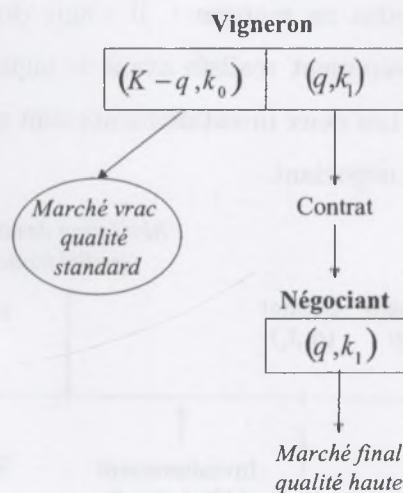 Vigneron
(K − q, k₀) (q, k₁)
Marché vrac
qualité
standard
Contrat
Négociant
(q, k₁)
Marché final
qualité haute